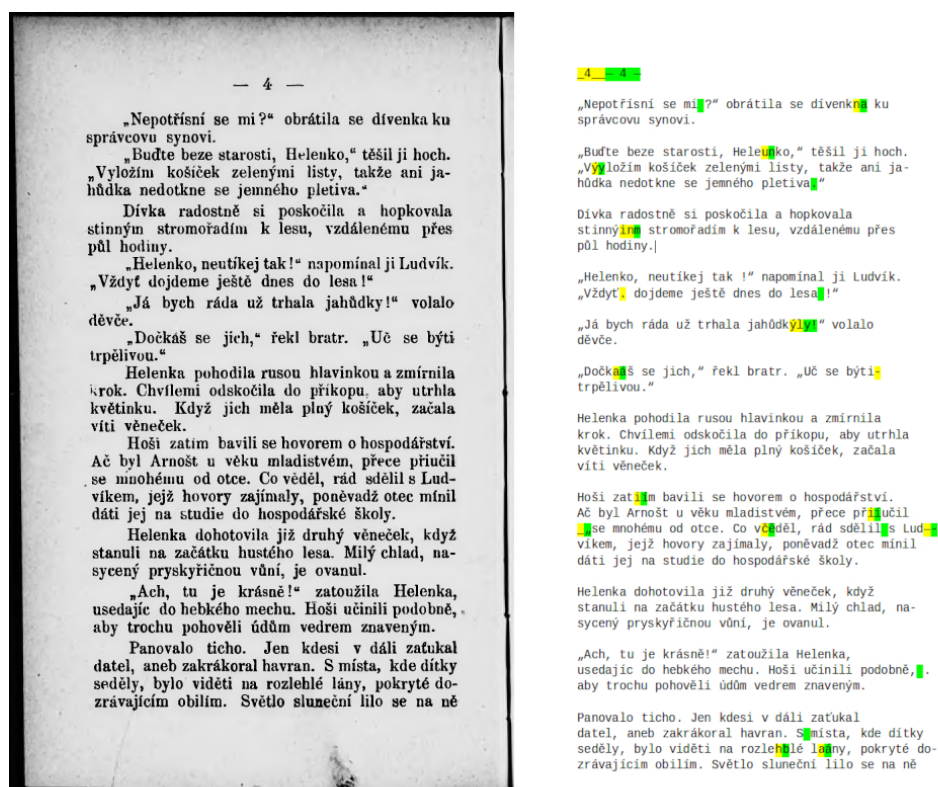 — 4 —
„Nepotřísní se mi?“ obrátila se dívenka ku
správcovu synovi.
„Buďte beze starosti, Helenko,“ těšil ji hoch.
„Vyložím košíček zelenými listy, takže ani ja-
hůdka nedotkne se jemného pletiva.“
Dívka radostně si poskočila a hopkovala
stinným stromořadím k lesu, vzdálenému přes
půl hodiny.
„Helenko, neutíkej tak!“ napomínal ji Ludvík.
„Vždyť dojdeme ještě dnes do lesa!“
„Já bych ráda už trhala jahůdky!“ volalo
děvče.
„Dočkáš se jich,“ řekl bratr. „Uč se býti
trpělivou.“
Helenka pohodila rusou hlavinkou a zmírnila
krok. Chvílemi odskočila do příkopu, aby utrhla
květinku. Když jich měla plný košíček, začala
víti věneček.
Hoši zatím bavili se hovorem o hospodářství.
Ač byl Arnošt u věku mladistvém, přece přiučil
se mnohému od otce. Co věděl, rád sdělil s Lud-
víkem, jejž hovory zajímaly, poněvadž otec mínil
dáti jej na studie do hospodářské školy.
Helenka dohotovila již druhý věneček, když
stanuli na začátku hustého lesa. Milý chlad, na-
sycený pryskyřičnou vůní, je ovanul.
„Ach, tu je krásně!“ zatoužila Helenka,
usedajíc do hebkého mechu. Hoši učinili podobně,
aby trochu pohověli údům vedrem znaveným.
Panovalo ticho. Jen kdesi v dáli zaťukal
datel, aneb zakrákoral havran. S místa, kde dítky
seděly, bylo viděti na rozlehlé lány, pokryté do-
zrávajícím obilím. Světlo sluneční lilo se na ně
_4__— 4 —
„Nepotřísní se mi ?“ obrátila se dívenkna ku
správcovu synovi.
„Buďte beze starosti, Heleunko,“ těšil ji hoch.
„Výyložím košíček zelenými listy, takže ani ja-
hůdka nedotkne se jemného pletiva.“
Dívka radostně si poskočila a hopkovala
stinnýinm stromořadím k lesu, vzdálenému přes
půl hodiny.
„Helenko, neutíkej tak !“ napomínal ji Ludvík.
„Vždyť. dojdeme ještě dnes do lesa !“
„Já bych ráda už trhala jahůdkýly!“ volalo
děvče.
„Dočkaáš se jich,“ řekl bratr. „Uč se býti-
trpělivou.“
Helenka pohodila rusou hlavinkou a zmírnila
krok. Chvílemi odskočila do příkopu, aby utrhla
květinku. Když jich měla plný košíček, začala
víti věneček.
Hoši zatiím bavili se hovorem o hospodářství.
Ač byl Arnošt u věku mladistvém, přece přiiučil
_„se mnohému od otce. Co včěděl, rád sdělil s Lud—-
víkem, jejž hovory zajímaly, poněvadž otec mínil
dáti jej na studie do hospodářské školy.
Helenka dohotovila již druhý věneček, když
stanuli na začátku hustého lesa. Milý chlad, na-
sycený pryskyřičnou vůní, je ovanul.
„Ach, tu je krásně!“ zatoužila Helenka,
usedajíc do hebkého mechu. Hoši učinili podobně, .
aby trochu pohověli údům vedrem znaveným.
Panovalo ticho. Jen kdesi v dáli zaťukal
datel, aneb zakrákoral havran. S místa, kde dítky
seděly, bylo viděti na rozlehblé laány, pokryté do-
zrávajícím obilím. Světlo sluneční lilo se na ně